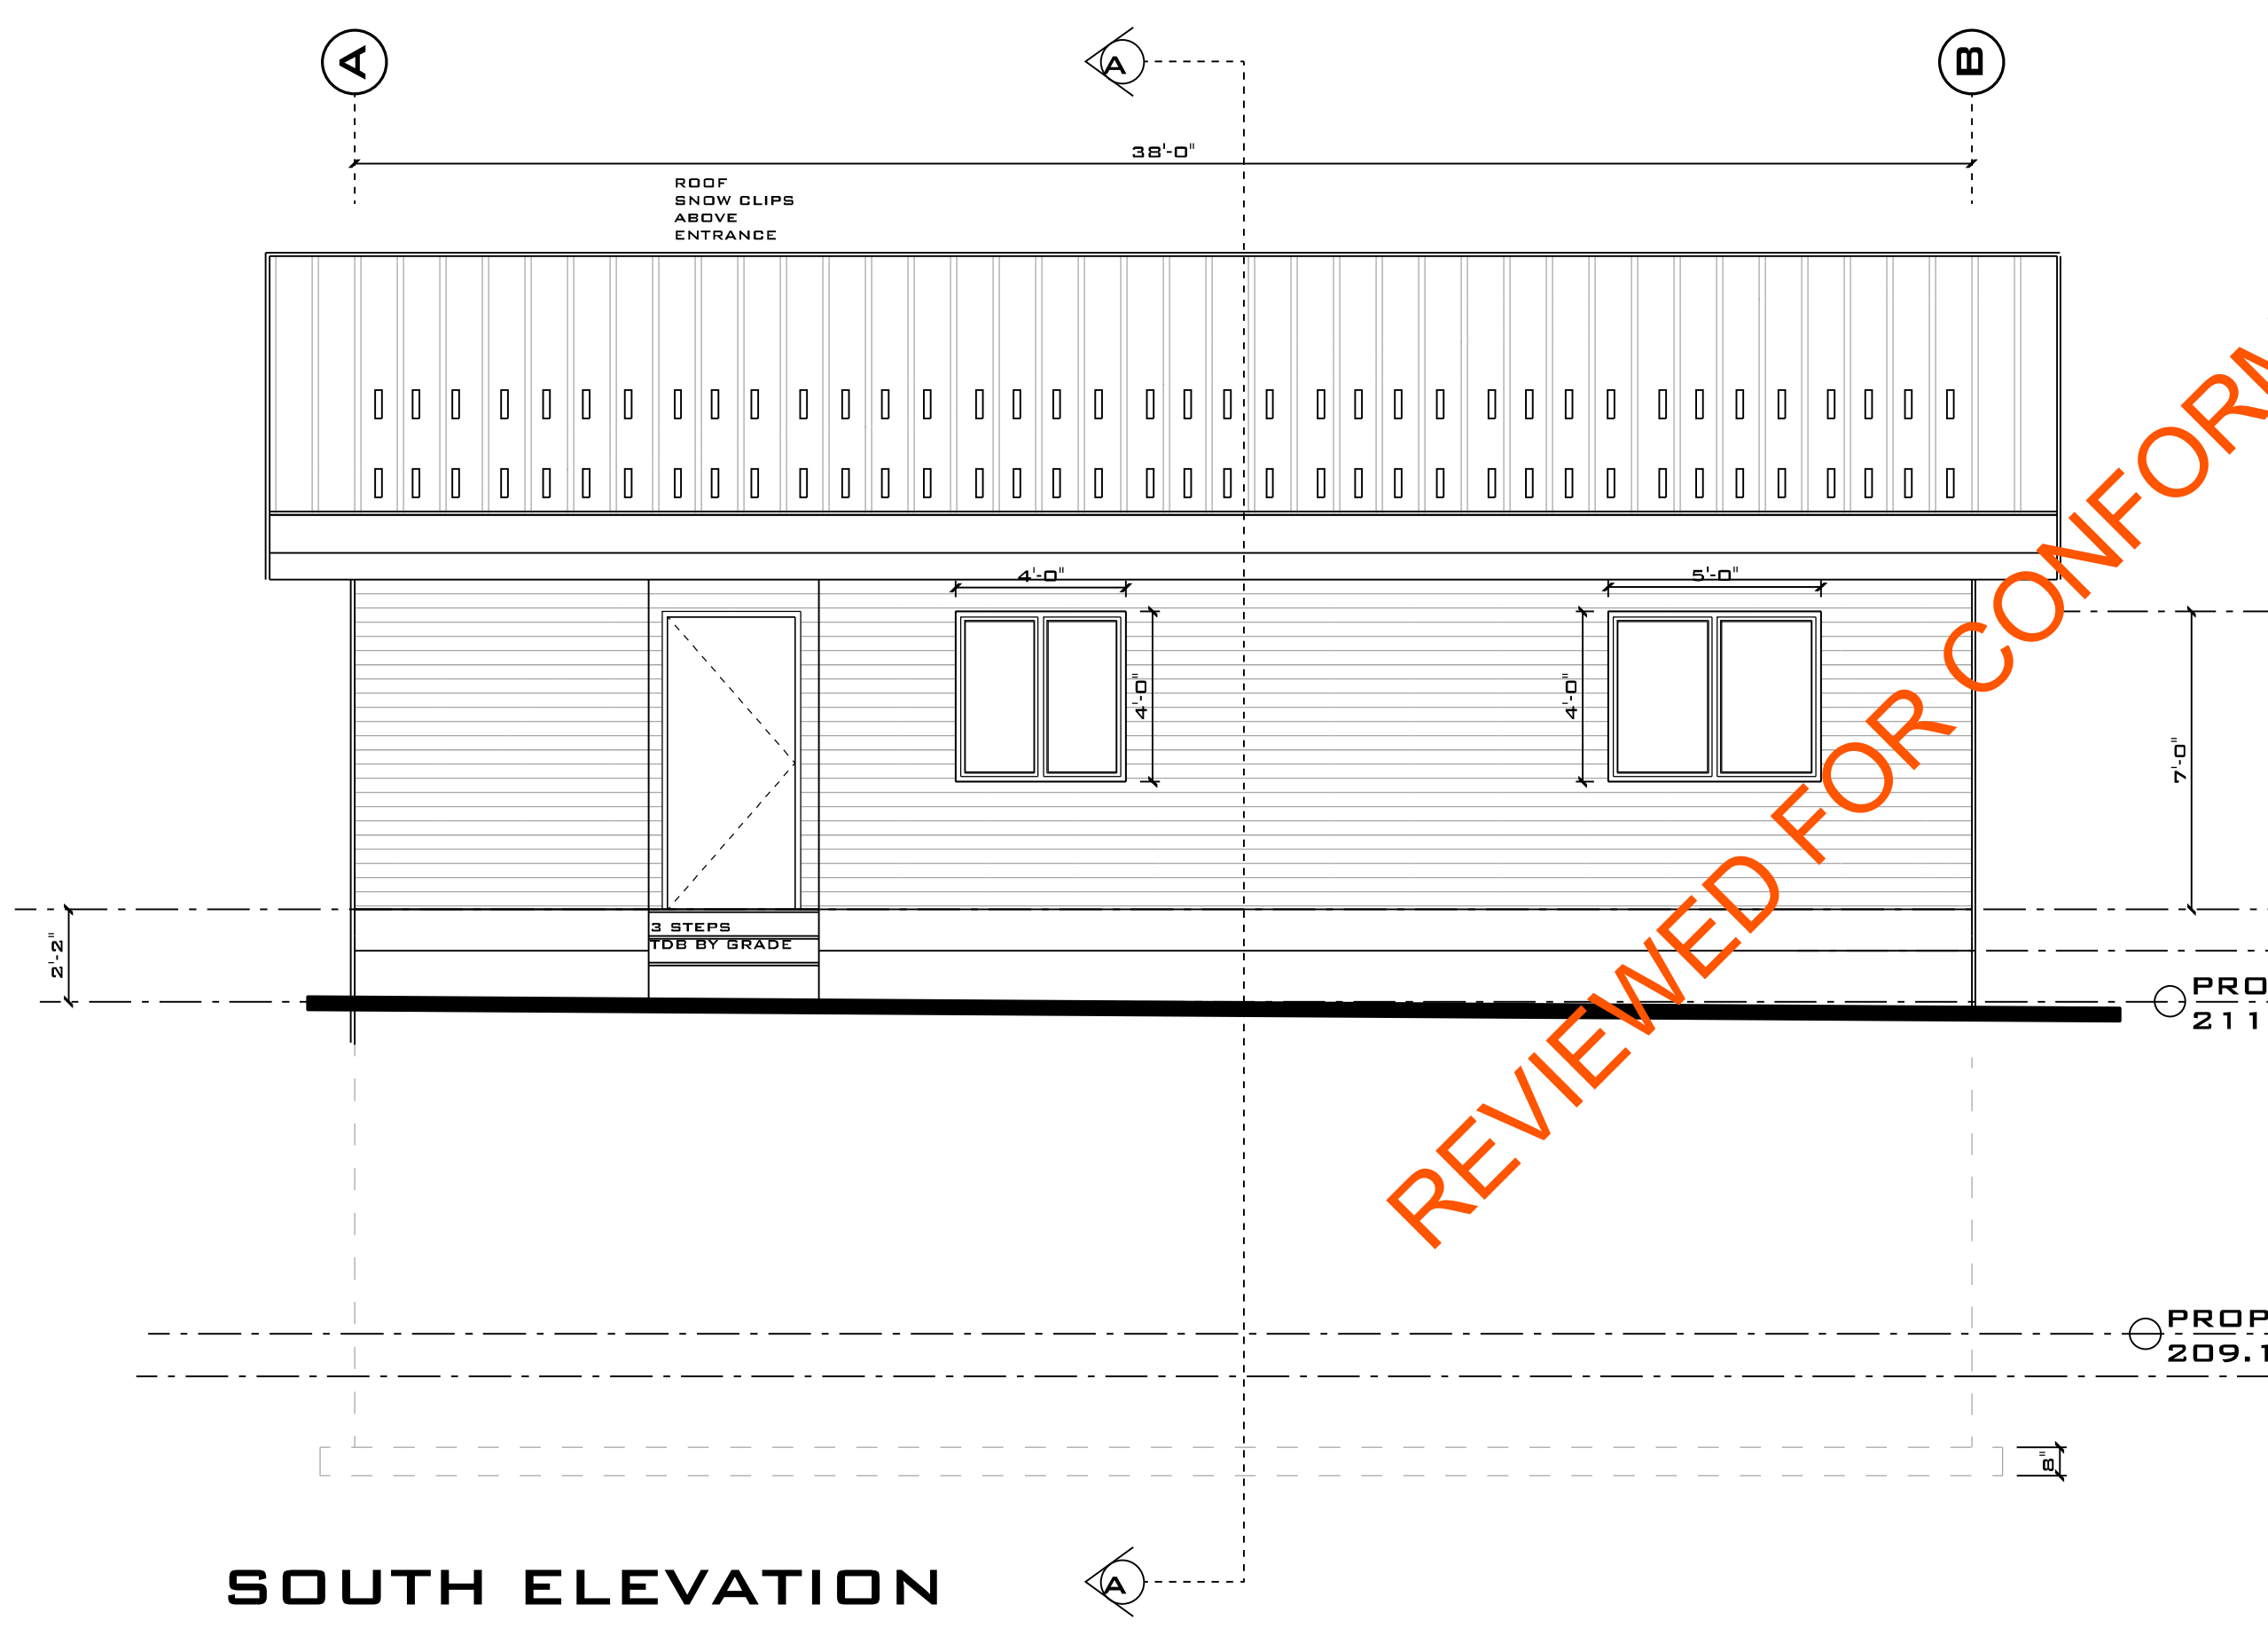 A
A
B
38'-0"
ROOF
SNOW CLIPS
ABOVE
ENTRANCE
4'-0"
5'-0"
4'-0"
4'-0"
7'-0"
3 STEPS
TDB BY GRADE
2'-2"
PRO
211
REVIEWED FOR CONFORM
PROP
209.1
8"
SOUTH ELEVATION
A